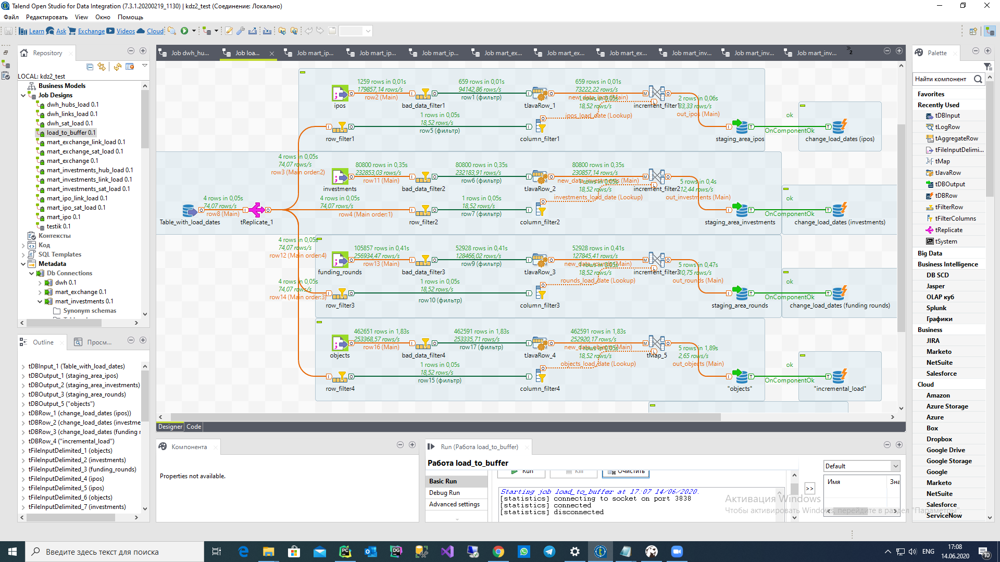 Talend Open Studio for Data Integration (7.3.1.20200219_1130) | kdz2_test (Соединение: Локально)
Файл Редактировать View Окно Помощь
Learn Ask Exchange Videos Cloud
Repository
LOCAL: kdz2_test
Business Models
Job Designs
dwh_hubs_load 0.1
dwh_links_load 0.1
dwh_sat_load 0.1
load_to_buffer 0.1
mart_exchange_link_load 0.1
mart_exchange_sat_load 0.1
mart_exchange 0.1
mart_investments_hub_load 0.1
mart_investments_link_load 0.1
mart_investments_sat_load 0.1
mart_ipo_link_load 0.1
mart_ipo_sat_load 0.1
mart_ipo 0.1
testik 0.1
Контексты
Код
SQL Templates
Metadata
Db Connections
dwh 0.1
mart_exchange 0.1
mart_investments 0.1
Synonym schemas
Outline Просм...
tDBInput_1 (Table_with_load_dates)
tDBOutput_1 (staging_area_ipos)
tDBOutput_2 (staging_area_investments)
tDBOutput_3 (staging_area_rounds)
tDBOutput_5 ("objects")
tDBRow_1 (change_load_dates (ipos))
tDBRow_2 (change_load_dates (investme
tDBRow_3 (change_load_dates (funding r
tDBRow_4 ("incremental_load")
tFileInputDelimited_1 (objects)
tFileInputDelimited_2 (investments)
tFileInputDelimited_3 (funding_rounds)
tFileInputDelimited_4 (ipos)
tFileInputDelimited_5 (ipos)
tFileInputDelimited_6 (objects)
tFileInputDelimited_7 (investments)
Job dwh_hu... Job loa... Job mart_ip... Job mart_ip... Job mart_ip... Job mart_ex... Job mart_ex... Job mart_ex... Job mart_inv... Job mart_inv... Job mart_inv... 2
1259 rows in 0,01s 659 rows in 0,01s 659 rows in 0,01s
179857,14 rows/s 94142,86 rows/s 73222,22 rows/s
row2 (Main) row1 (фильтр) new_data_ipos (Main)
2 rows in 0,06s
33,33 rows/s
out_ipos (Main)
ipos bad_data_filter1 tJavaRow_1 increment_filter1
1 rows in 0,05s 1 rows in 0,05s
18,52 rows/s 18,52 rows/s
row5 (фильтр) ipos_load_date (Lookup)
ok
OnComponentOk
row_filter1 column_filter1 staging_area_ipos change_load_dates (ipos)
4 rows in 0,05s
74,07 rows/s
row3 (Main order:2)
80800 rows in 0,35s 80800 rows in 0,35s 80800 rows in 0,35s
232853,03 rows/s 232183,91 rows/s 230857,14 rows/s
row11 (Main) row6 (фильтр) new_data_investments (Main)
5 rows in 0,4s
12,44 rows/s
out_investments (Main)
investments bad_data_filter2 tJavaRow_2 increment_filter2
4 rows in 0,05s 4 rows in 0,05s 1 rows in 0,05s 1 rows in 0,05s
74,07 rows/s 74,07 rows/s 18,52 rows/s 18,52 rows/s
row8 (Main) row4 (Main order:1) row7 (фильтр) investments_load_date (Lookup)
ok
OnComponentOk
Table_with_load_dates tReplicate_1 row_filter2 column_filter2 staging_area_investments change_load_dates (investments)
4 rows in 0,05s
74,07 rows/s
row12 (Main order:4)
105857 rows in 0,41s 52928 rows in 0,41s 52928 rows in 0,41s
256934,47 rows/s 128466,02 rows/s 127845,41 rows/s
row13 (Main) row9 (фильтр) new_data_rounds (Main)
5 rows in 0,47s
10,75 rows/s
out_rounds (Main)
funding_rounds bad_data_filter3 tJavaRow_3 increment_filter3
4 rows in 0,05s
74,07 rows/s
row14 (Main order:3)
1 rows in 0,05s 1 rows in 0,05s
18,52 rows/s 18,52 rows/s
row10 (фильтр) rounds_load_date (Lookup)
ok
OnComponentOk
row_filter3 column_filter3 staging_area_rounds change_load_dates (funding rounds)
462651 rows in 1,83s 462591 rows in 1,83s 462591 rows in 1,83s
253368,57 rows/s 253335,71 rows/s 252920,17 rows/s
row16 (Main) row17 (фильтр) new_data_objects (Main)
5 rows in 1,89s
2,65 rows/s
out_objects (Main)
objects bad_data_filter4 tJavaRow_4 tMap_5
1 rows in 0,05s 1 rows in 0,05s
18,52 rows/s 18,52 rows/s
row15 (фильтр) objects_load_date (Lookup)
ok
OnComponentOk
row_filter4 column_filter4 "objects" "incremental_load"
Designer Code
Компонента
Properties not available.
Run (Работа load_to_buffer)
Работа load_to_buffer
Basic Run
Debug Run
Advanced settings
Run Kill Очистить
Starting job load_to_buffer at 17:07 14/06/2020.
[statistics] connecting to socket on port 3838
[statistics] connected
[statistics] disconnected
>>
Default
Имя Зна
Активация Windows
Чтобы активировать Windows, перейдите в раздел "Параметры".
Palette
Найти компонент
Favorites
Recently Used
tDBInput
tLogRow
tAggregateRow
tFileInputDelimi...
tMap
tJavaRow
tDBOutput
tDBRow
tFilterRow
tFilterColumns
tReplicate
tSystem
Big Data
Business Intelligence
DB SCD
Jasper
OLAP куб
Splunk
Графики
Business
JIRA
Marketo
NetSuite
Salesforce
Cloud
Amazon
Azure Storage
Azure
Box
Dropbox
Google Drive
Google Storage
Google
Marketo
NetSuite
Salesforce
ServiceNow
Введите здесь текст для поиска
ENG
17:08
14.06.2020
10